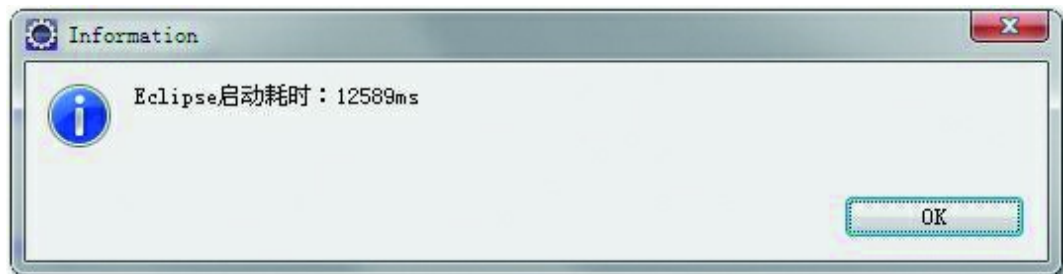 Information
Eclipse启动耗时：12589ms
OK